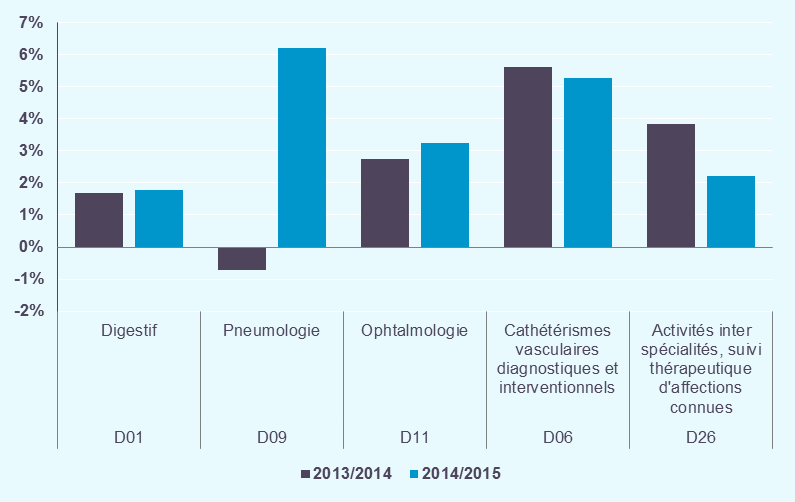 7%
6%
5%
4%
3%
2%
1%
0%
-1%
-2%
Digestif
Pneumologie
Ophtalmologie
Cathétérismes
vasculaires
diagnostiques et
interventionnels
Activités inter
spécialités, suivi
thérapeutique
d'affections
connues
D01
D09
D11
D06
D26
2013/2014
2014/2015